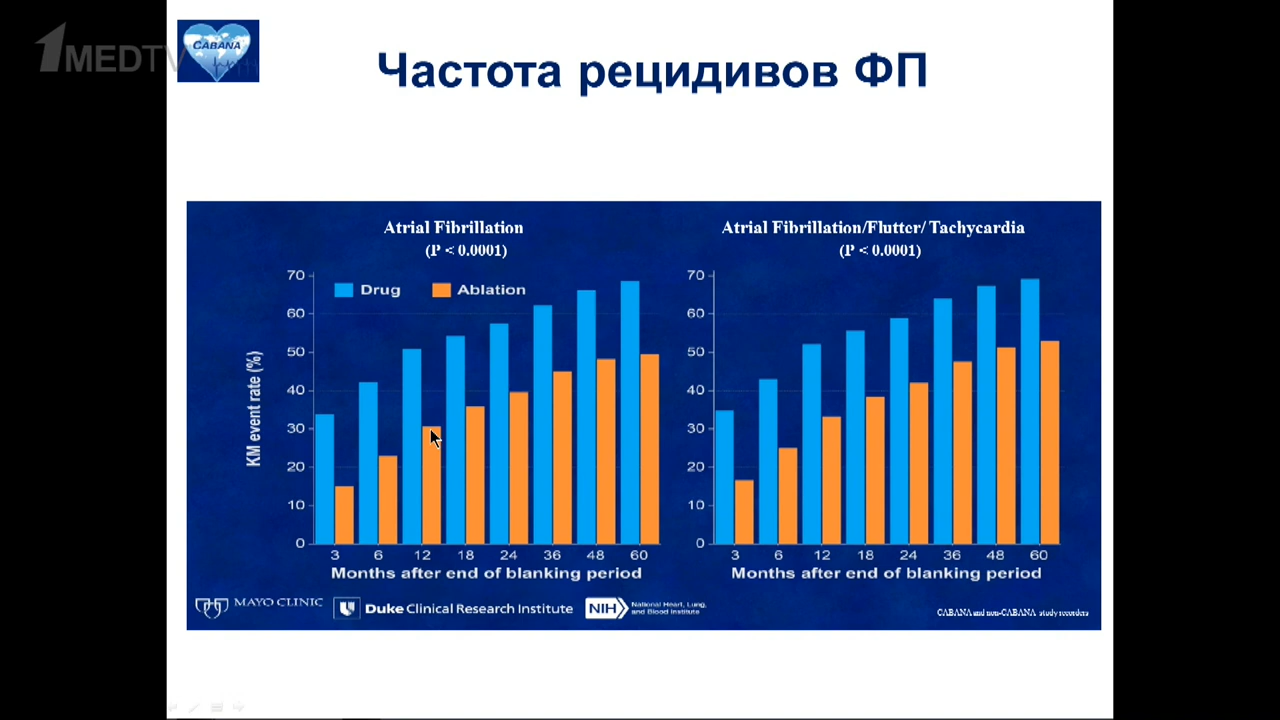 1MEDTV
CABANA
Частота рецидивов ФП
Atrial Fibrillation
(P < 0.0001)
Drug
Ablation
KM event rate (%)
70
60
50
40
30
20
10
0
3 6 12 18 24 36 48 60
Months after end of blanking period
Atrial Fibrillation/Flutter/ Tachycardia
(P < 0.0001)
70
60
50
40
30
20
10
0
3 6 12 18 24 36 48 60
Months after end of blanking period
MAYO CLINIC
Duke Clinical Research Institute
NIH
National Heart, Lung,
and Blood Institute
CABANA and non-CABANA study recorders